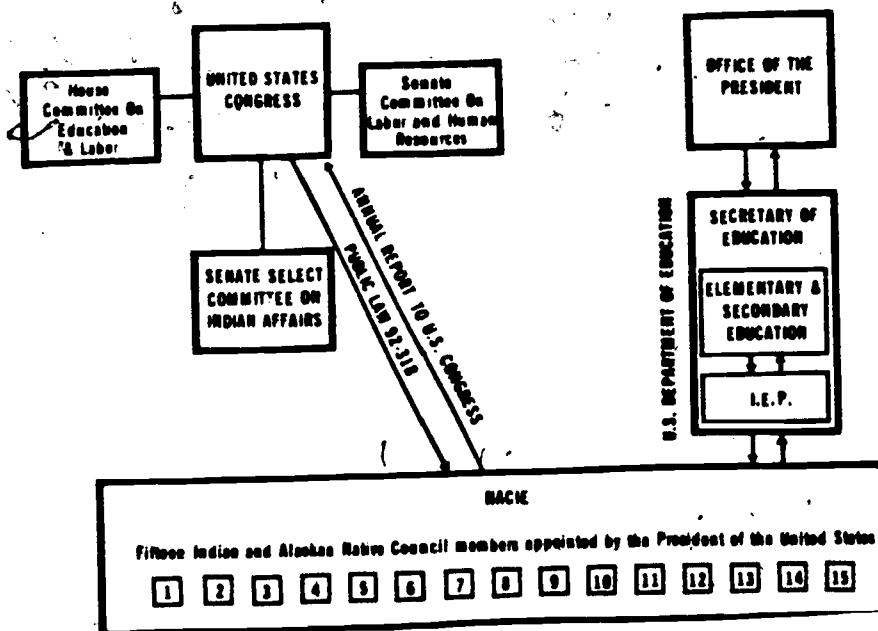 House
Committee On
Education
& Labor
UNITED STATES
CONGRESS
Senate
Committee On
Labor and Human
Resources
OFFICE OF THE
PRESIDENT
SENATE SELECT
COMMITTEE ON
INDIAN AFFAIRS
ANNUAL REPORT TO U.S. CONGRESS
PUBLIC LAW 92-318
U.S. DEPARTMENT OF EDUCATION
SECRETARY OF
EDUCATION
ELEMENTARY &
SECONDARY
EDUCATION
I.E.P.
NACIE
Fifteen Indian and Alaskan Native Council members appointed by the President of the United States
1 2 3 4 5 6 7 8 9 10 11 12 13 14 15